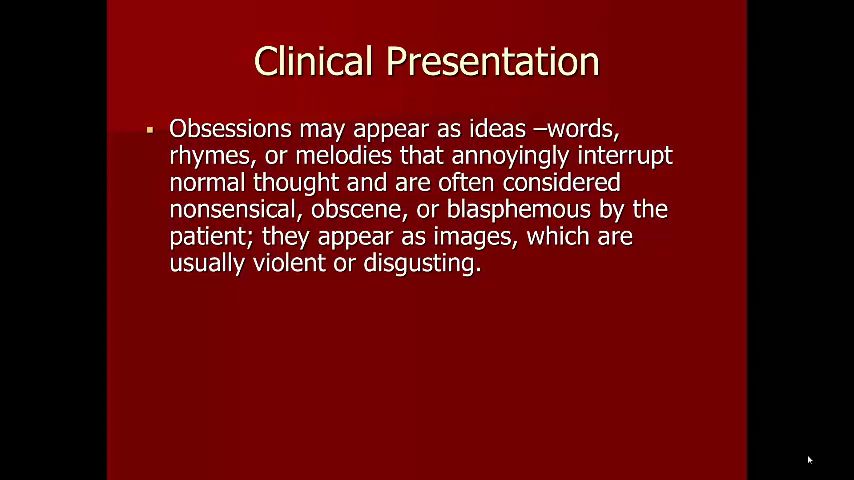 Clinical Presentation
Obsessions may appear as ideas –words,
rhymes, or melodies that annoyingly interrupt
normal thought and are often considered
nonsensical, obscene, or blasphemous by the
patient; they appear as images, which are
usually violent or disgusting.